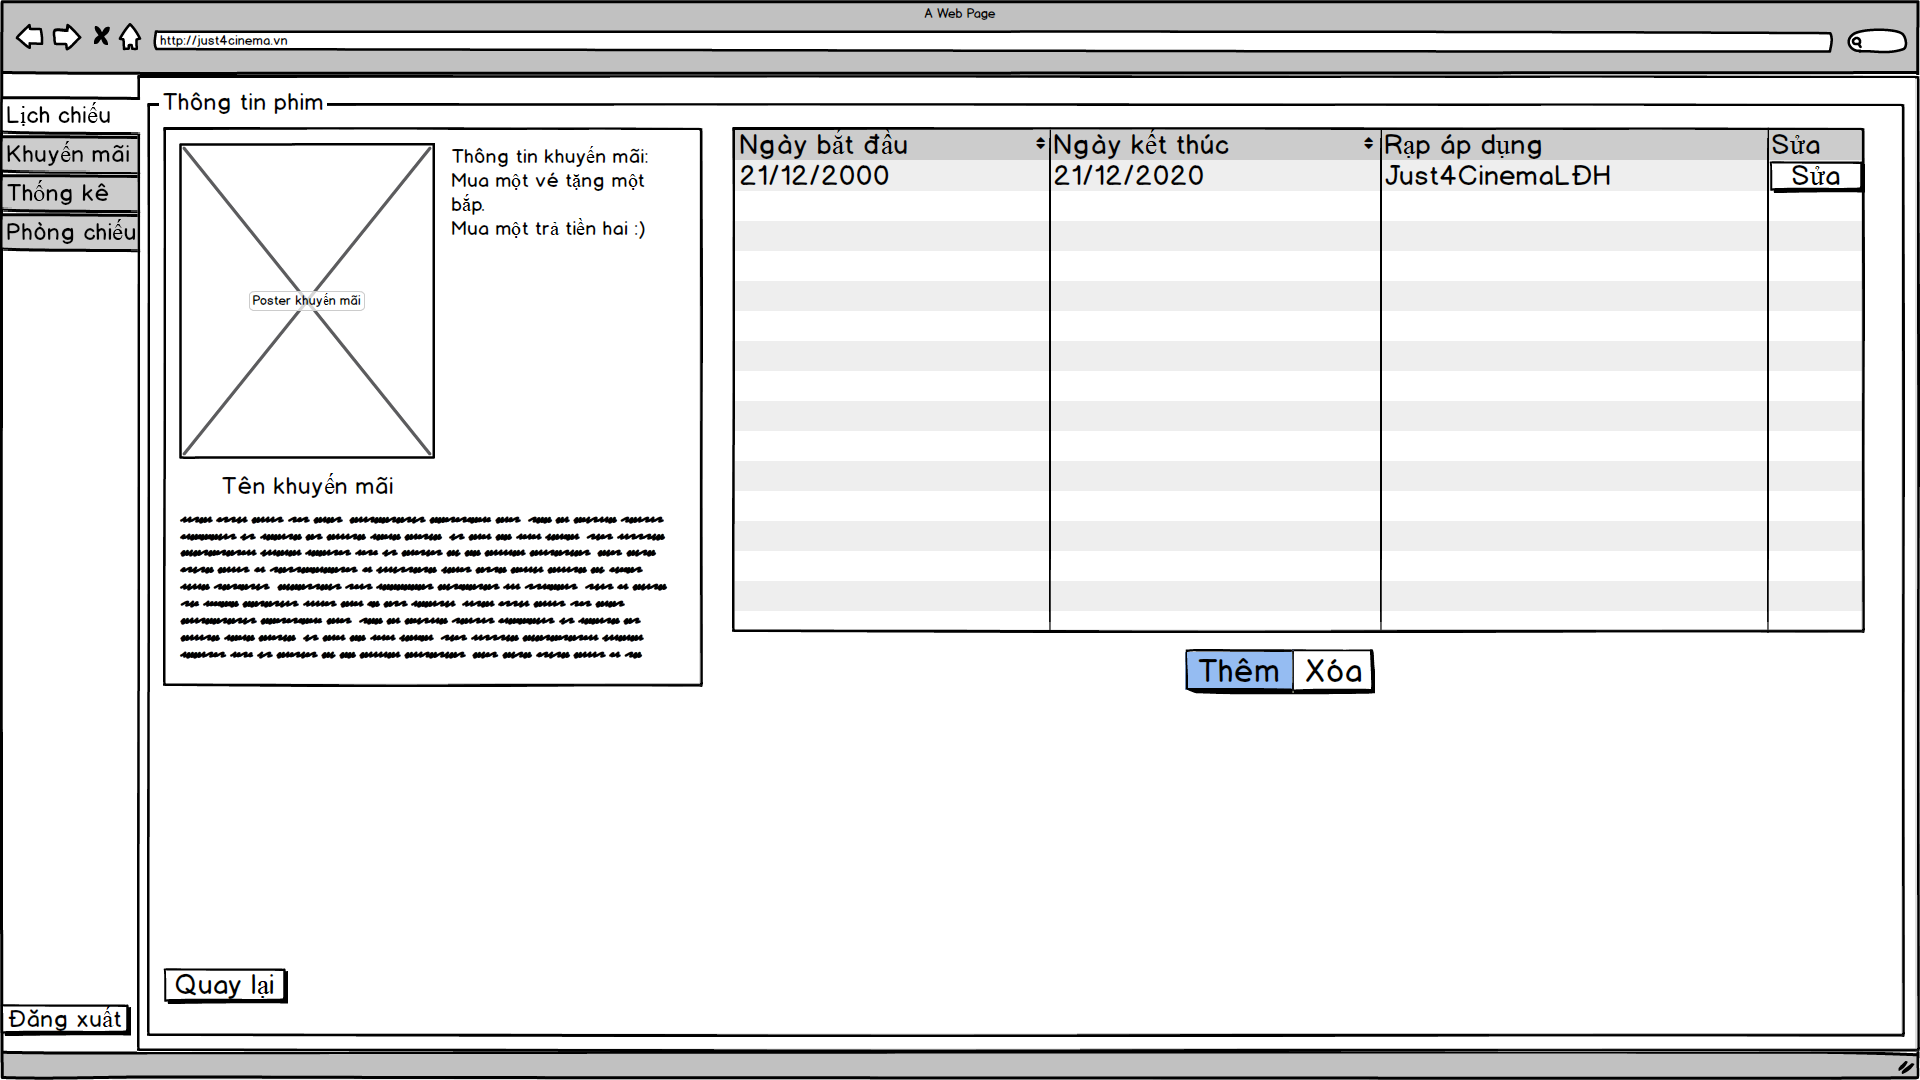 A Web Page
http://just4cinema.vn
Lịch chiếu
Khuyến mãi
Thống kê
Phòng chiếu
Đăng xuất
Thông tin phim
Poster khuyến mãi
Thông tin khuyến mãi:
Mua một vé tặng một
bắp.
Mua một trả tiền hai :)
Tên khuyến mãi
Ngày bắt đầu Ngày kết thúc Rạp áp dụng Sửa
21/12/2000 21/12/2020 Just4CinemaLĐH Sửa
Thêm Xóa
Quay lại